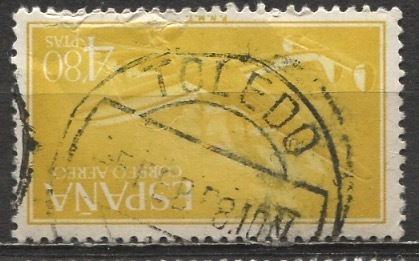 4,80
PTAS
CORREO AEREO
ESPAÑA
TOLEDO